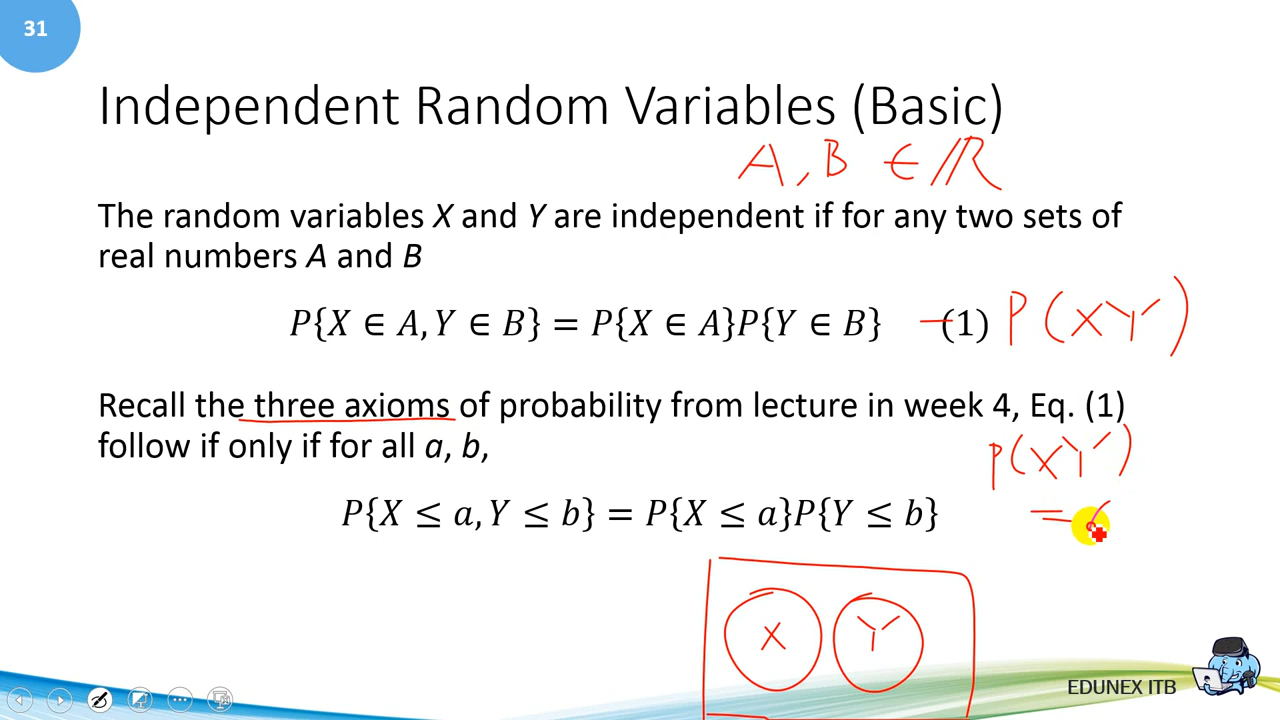 31
Independent Random Variables (Basic)
A, B ∈ ℝ
The random variables X and Y are independent if for any two sets of
real numbers A and B
P{X ∈ A, Y ∈ B} = P{X ∈ A}P{Y ∈ B} (1) P(XY)
Recall the three axioms of probability from lecture in week 4, Eq. (1)
follow if only if for all a, b,
P(XY)
P{X ≤ a, Y ≤ b} = P{X ≤ a}P{Y ≤ b} =
X Y
EDUNEX ITB